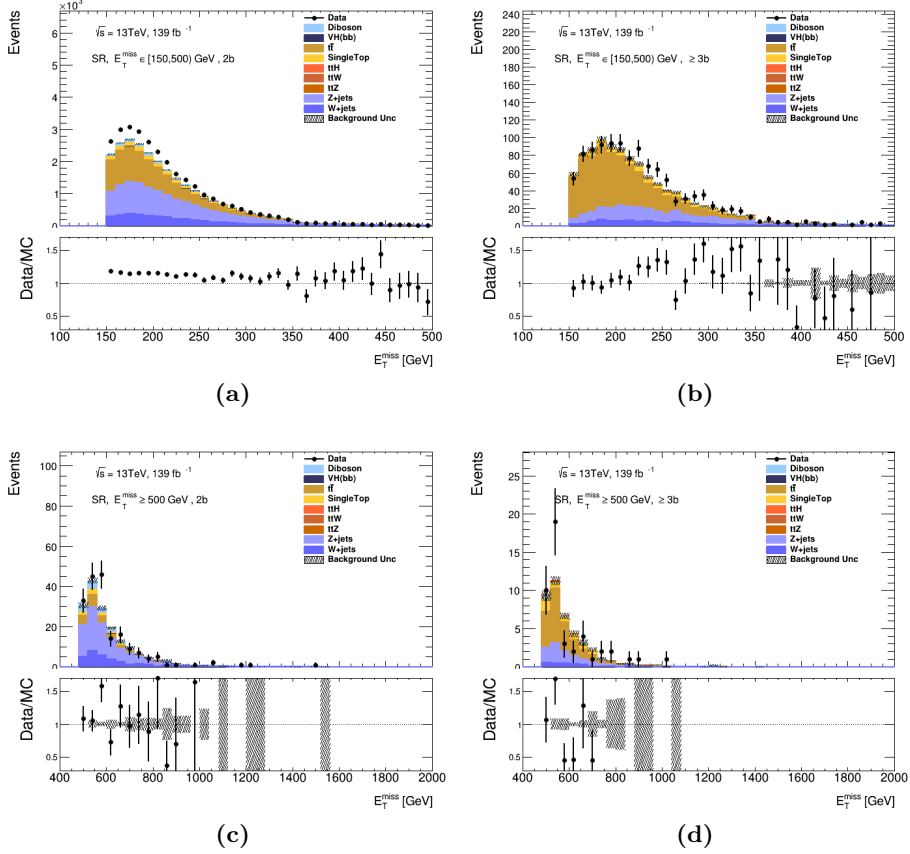 Events
6
4
2
0
×10³
√s = 13TeV, 139 fb⁻¹
SR, E_T^miss ∈ [150,500) GeV , 2b
Data
Diboson
VH(bb)
tt̄
SingleTop
ttH
ttW
ttZ
Z+jets
W+jets
Background Unc
Data/MC
1.5
1
0.5
100 150 200 250 300 350 400 450 500
E_T^miss [GeV]
(a)
Events
240
220
200
180
160
140
120
100
80
60
40
20
0
√s = 13TeV, 139 fb⁻¹
SR, E_T^miss ∈ [150,500) GeV , ≥ 3b
Data
Diboson
VH(bb)
tt̄
SingleTop
ttH
ttW
ttZ
Z+jets
W+jets
Background Unc
Data/MC
1.5
1
0.5
100 150 200 250 300 350 400 450 500
E_T^miss [GeV]
(b)
Events
100
80
60
40
20
0
√s = 13TeV, 139 fb⁻¹
SR, E_T^miss ≥ 500 GeV , 2b
Data
Diboson
VH(bb)
tt̄
SingleTop
ttH
ttW
ttZ
Z+jets
W+jets
Background Unc
Data/MC
1.5
1
0.5
400 600 800 1000 1200 1400 1600 1800 2000
E_T^miss [GeV]
(c)
Events
25
20
15
10
5
0
√s = 13TeV, 139 fb⁻¹
SR, E_T^miss ≥ 500 GeV, ≥ 3b
Data
Diboson
VH(bb)
tt̄
SingleTop
ttH
ttW
ttZ
Z+jets
W+jets
Background Unc
Data/MC
1.5
1
0.5
400 600 800 1000 1200 1400 1600 1800 2000
E_T^miss [GeV]
(d)